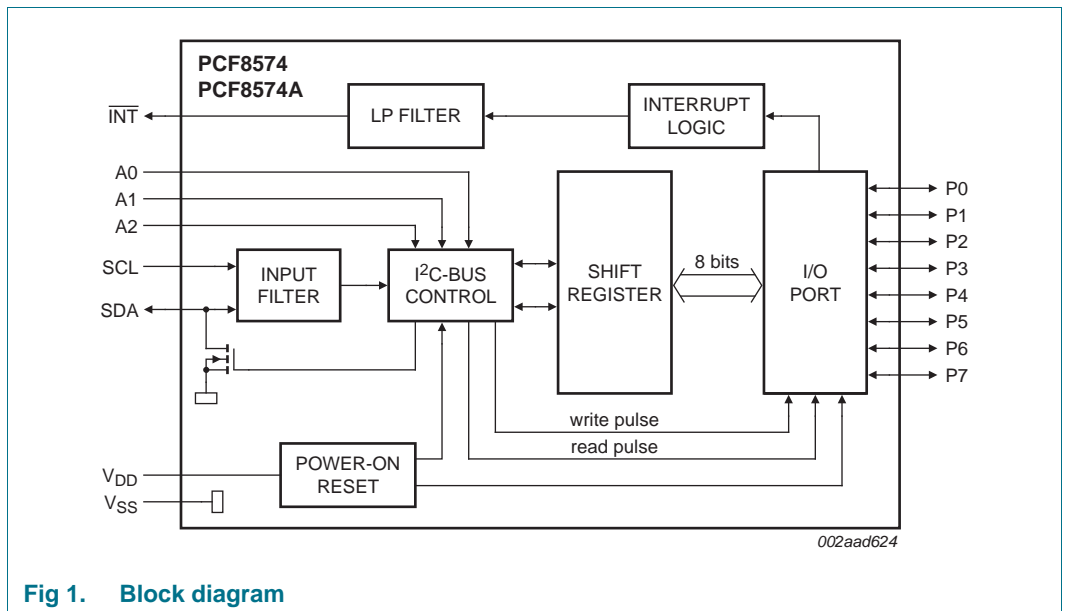 PCF8574
PCF8574A
INT
LP FILTER
INTERRUPT
LOGIC
A0
A1
A2
SCL
SDA
INPUT
FILTER
I2C-BUS
CONTROL
SHIFT
REGISTER
8 bits
I/O
PORT
P0
P1
P2
P3
P4
P5
P6
P7
write pulse
read pulse
POWER-ON
RESET
VDD
VSS
002aad624
Fig 1. Block diagram